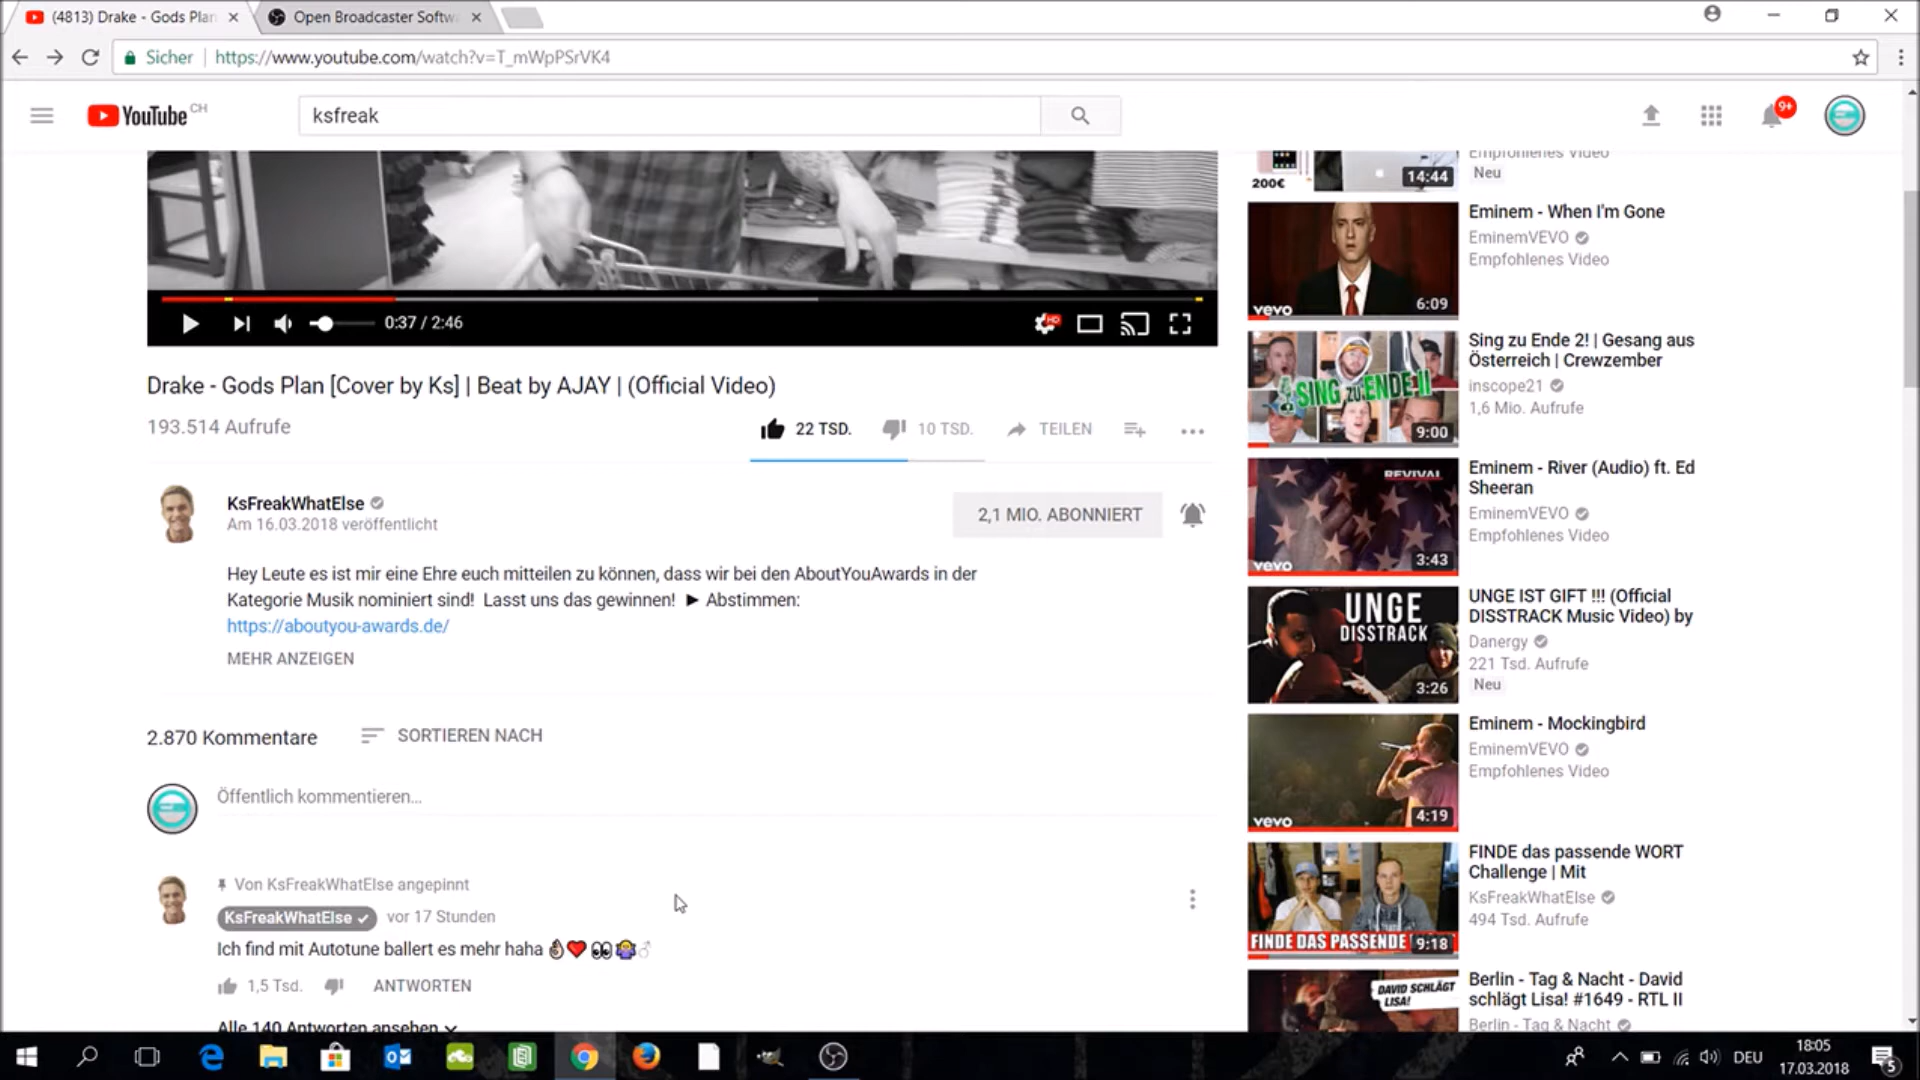 (4813) Drake - Gods Plan
Open Broadcaster Softw
Sicher
https://www.youtube.com/watch?v=T_mWpPSrVK4
YouTube CH
ksfreak
9+
200€
14:44
Empfohlenes Video
Neu
vevo
6:09
Eminem - When I'm Gone
EminemVEVO
Empfohlenes Video
HD
0:37 / 2:46
SING ZU ENDE II
9:00
Sing zu Ende 2! | Gesang aus
Österreich | Crewzember
inscope21
1,6 Mio. Aufrufe
Drake - Gods Plan [Cover by Ks] | Beat by AJAY | (Official Video)
193.514 Aufrufe
22 TSD.
10 TSD.
TEILEN
REVIVAL
vevo
3:43
Eminem - River (Audio) ft. Ed
Sheeran
EminemVEVO
Empfohlenes Video
KsFreakWhatElse
Am 16.03.2018 veröffentlicht
2,1 MIO. ABONNIERT
Hey Leute es ist mir eine Ehre euch mitteilen zu können, dass wir bei den AboutYouAwards in der
Kategorie Musik nominiert sind! Lasst uns das gewinnen! ► Abstimmen:
https://aboutyou-awards.de/
MEHR ANZEIGEN
UNGE
DISSTRACK
3:26
UNGE IST GIFT !!! (Official
DISSTRACK Music Video) by
Danergy
221 Tsd. Aufrufe
Neu
2.870 Kommentare
SORTIEREN NACH
Öffentlich kommentieren...
vevo
4:19
Eminem - Mockingbird
EminemVEVO
Empfohlenes Video
Von KsFreakWhatElse angepinnt
KsFreakWhatElse
vor 17 Stunden
Ich find mit Autotune ballert es mehr haha 👌🏾❤️👀🤷‍♂
1,5 Tsd.
ANTWORTEN
Alle 140 Antworten ansehen
FINDE DAS PASSENDE
9:18
FINDE das passende WORT
Challenge | Mit
KsFreakWhatElse
494 Tsd. Aufrufe
DAVID SCHLÄGT
LISA!
Berlin - Tag & Nacht - David
schlägt Lisa! #1649 - RTL II
Berlin - Tag & Nacht
DEU
18:05
17.03.2018
5